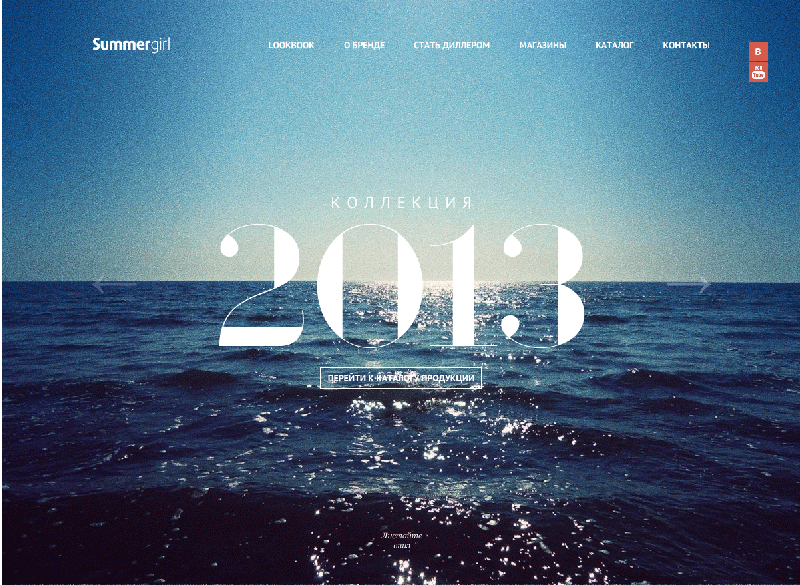 Summergirl
LOOKBOOK
О БРЕНДЕ
СТАТЬ ДИЛЛЕРОМ
МАГАЗИНЫ
КАТАЛОГ
КОНТАКТЫ
B
You
Tube
КОЛЛЕКЦИЯ
2013
ПЕРЕЙТИ К КАТАЛОГУ ПРОДУКЦИИ
Листайте
вниз